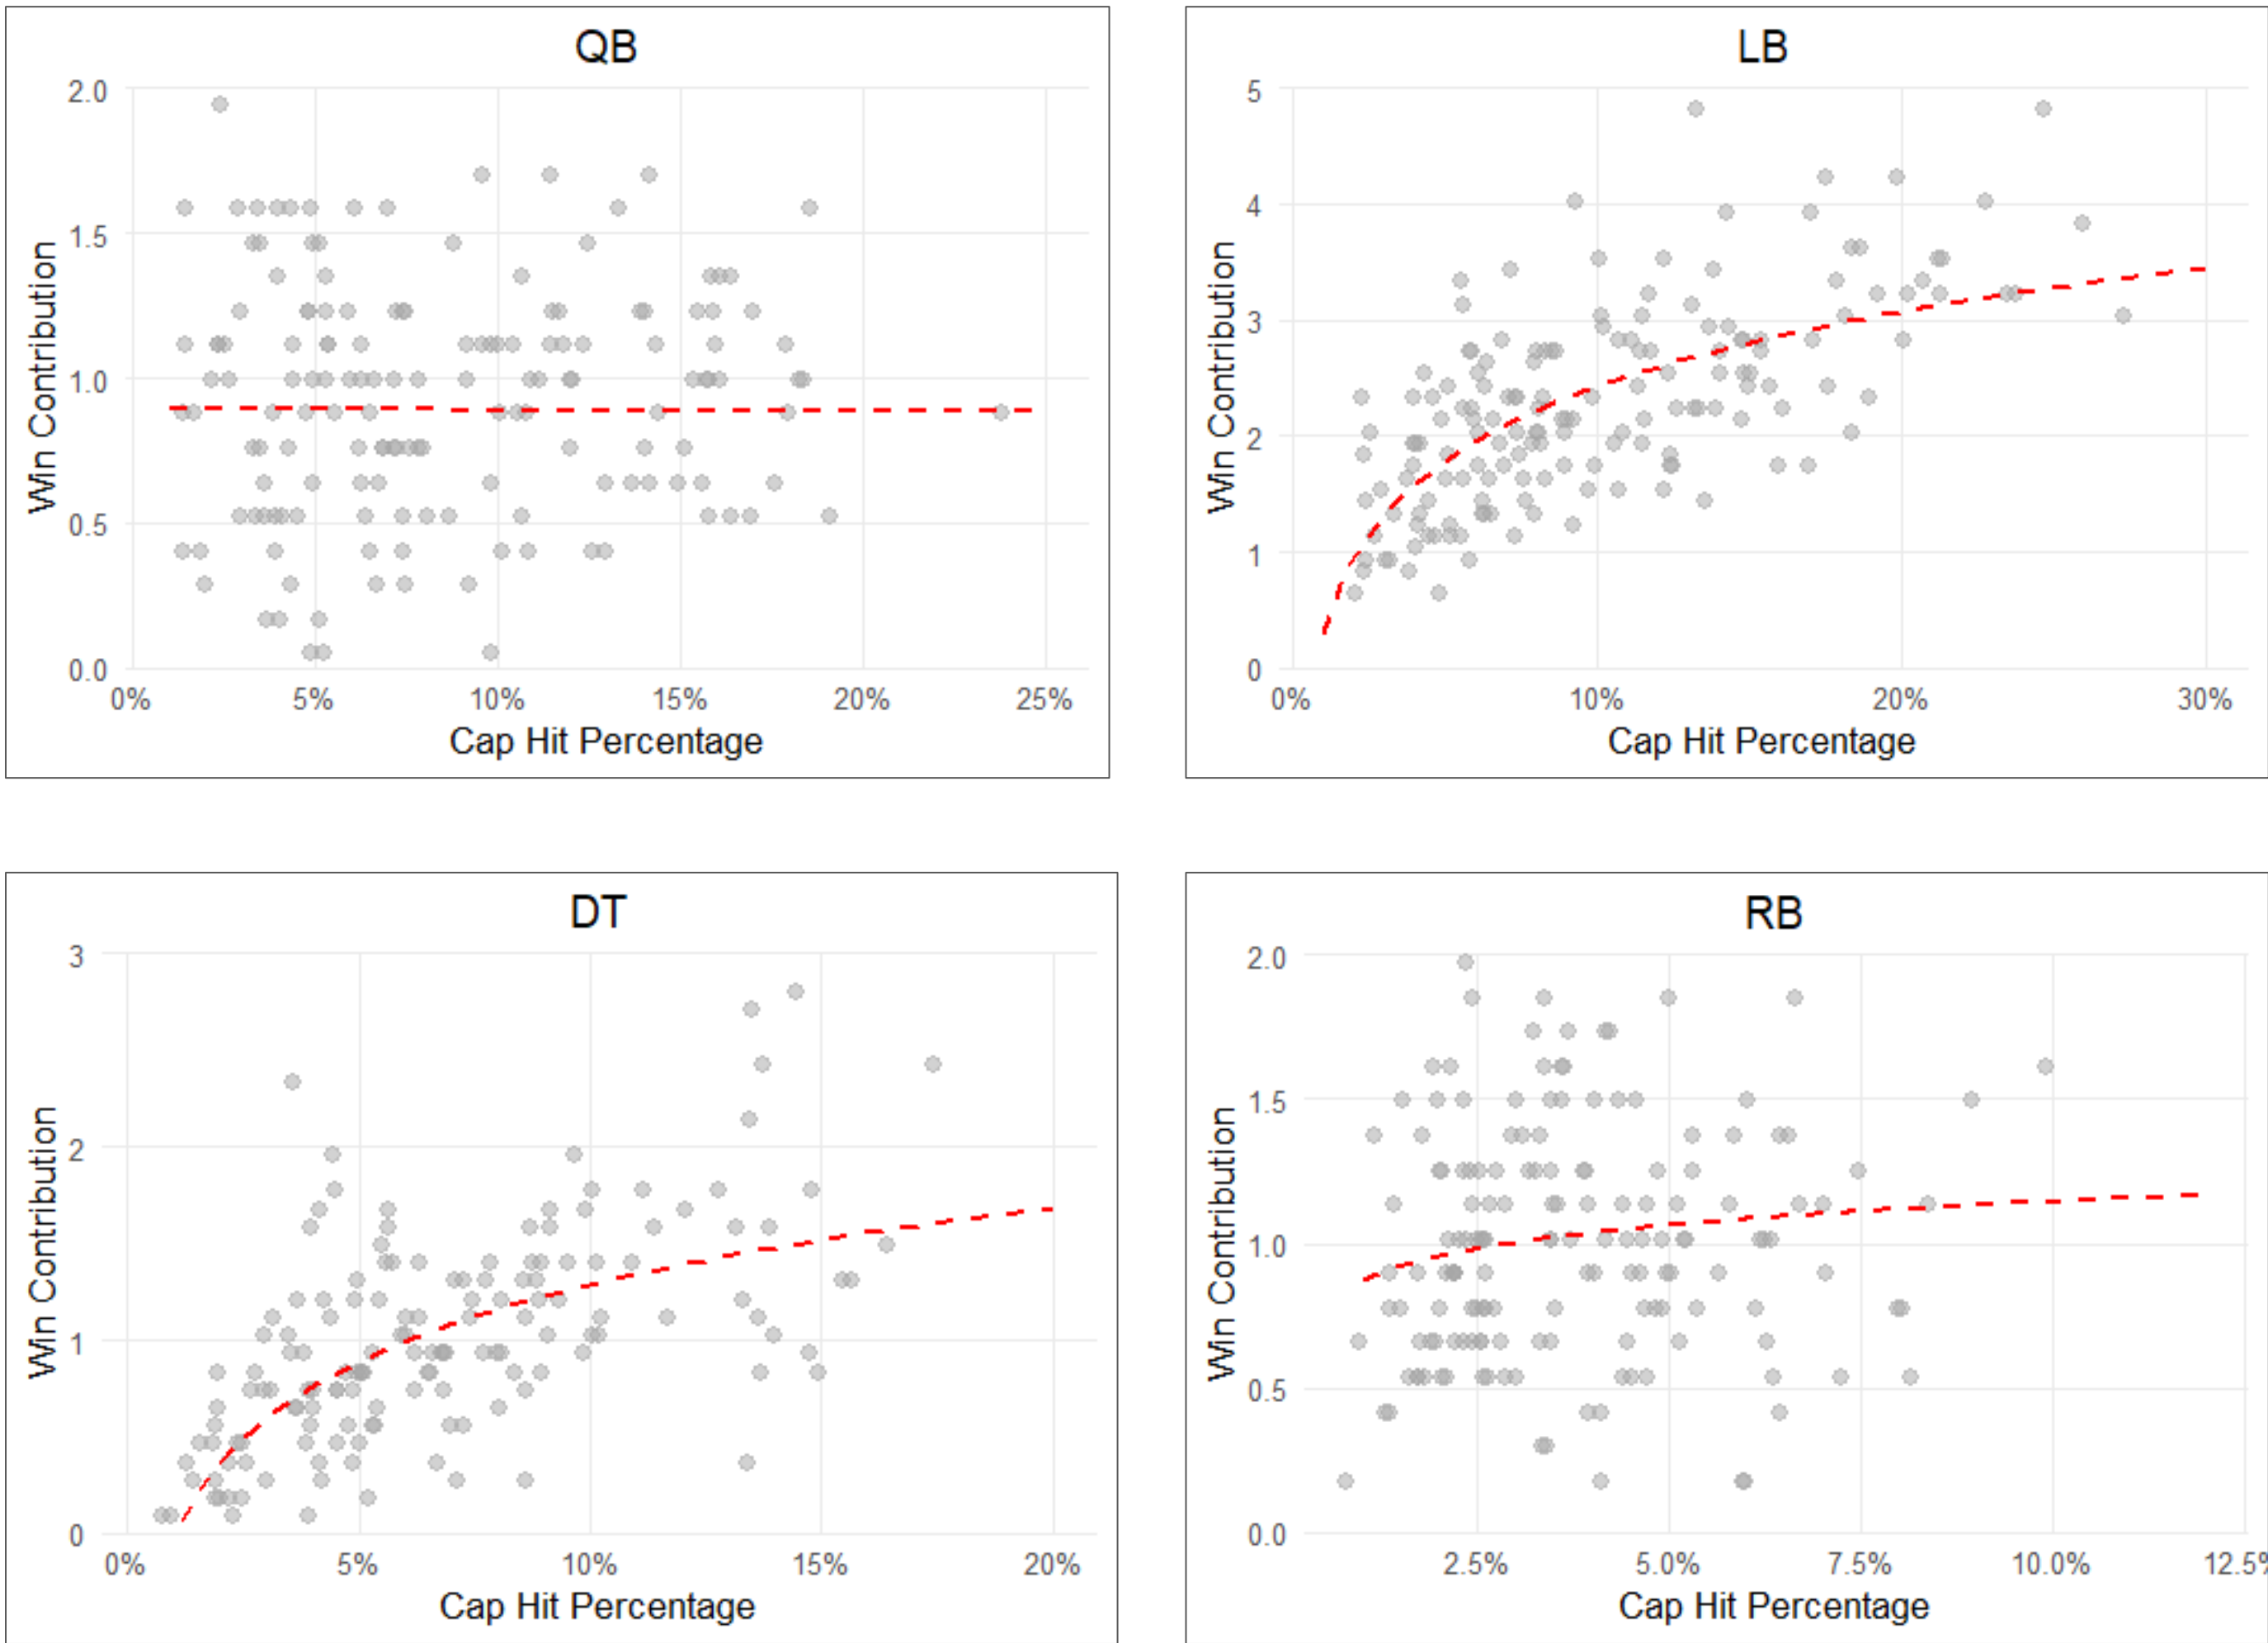 QB
2.0
1.5
1.0
0.5
0.0
Win Contribution
0% 5% 10% 15% 20% 25%
Cap Hit Percentage
LB
5
4
3
2
1
0
Win Contribution
0% 10% 20% 30%
Cap Hit Percentage
DT
3
2
1
0
Win Contribution
0% 5% 10% 15% 20%
Cap Hit Percentage
RB
2.0
1.5
1.0
0.5
0.0
Win Contribution
2.5% 5.0% 7.5% 10.0% 12.5%
Cap Hit Percentage